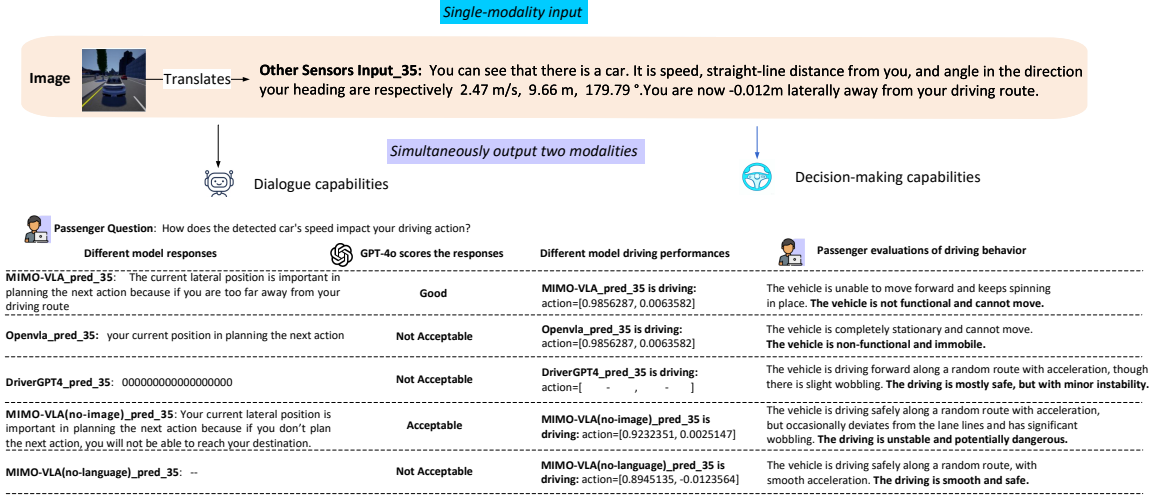 Single-modality input
Image
Translates
Other Sensors Input_35: You can see that there is a car. It is speed, straight-line distance from you, and angle in the direction
your heading are respectively 2.47 m/s, 9.66 m, 179.79 °.You are now -0.012m laterally away from your driving route.
Simultaneously output two modalities
Dialogue capabilities
Decision-making capabilities
Passenger Question: How does the detected car's speed impact your driving action?
Different model responses
GPT-4o scores the responses
Different model driving performances
Passenger evaluations of driving behavior
MIMO-VLA_pred_35: The current lateral position is important in
planning the next action because if you are too far away from your
driving route
Good
MIMO-VLA_pred_35 is driving:
action=[0.9856287, 0.0063582]
The vehicle is unable to move forward and keeps spinning
in place. The vehicle is not functional and cannot move.
Openvla_pred_35: your current position in planning the next action
Not Acceptable
Openvla_pred_35 is driving:
action=[0.9856287, 0.0063582]
The vehicle is completely stationary and cannot move.
The vehicle is non-functional and immobile.
DriverGPT4_pred_35: 000000000000000000
Not Acceptable
DriverGPT4_pred_35 is driving:
action=[ - , - ]
The vehicle is driving forward along a random route with acceleration, though
there is slight wobbling. The driving is mostly safe, but with minor instability.
MIMO-VLA(no-image)_pred_35: Your current lateral position is
important in planning the next action because if you don't plan
the next action, you will not be able to reach your destination.
Acceptable
MIMO-VLA(no-image)_pred_35 is
driving: action=[0.9232351, 0.0025147]
The vehicle is driving safely along a random route with acceleration,
but occasionally deviates from the lane lines and has significant
wobbling. The driving is unstable and potentially dangerous.
MIMO-VLA(no-language)_pred_35: --
Not Acceptable
MIMO-VLA(no-language)_pred_35 is
driving: action=[0.8945135, -0.0123564]
The vehicle is driving safely along a random route, with
smooth acceleration. The driving is smooth and safe.